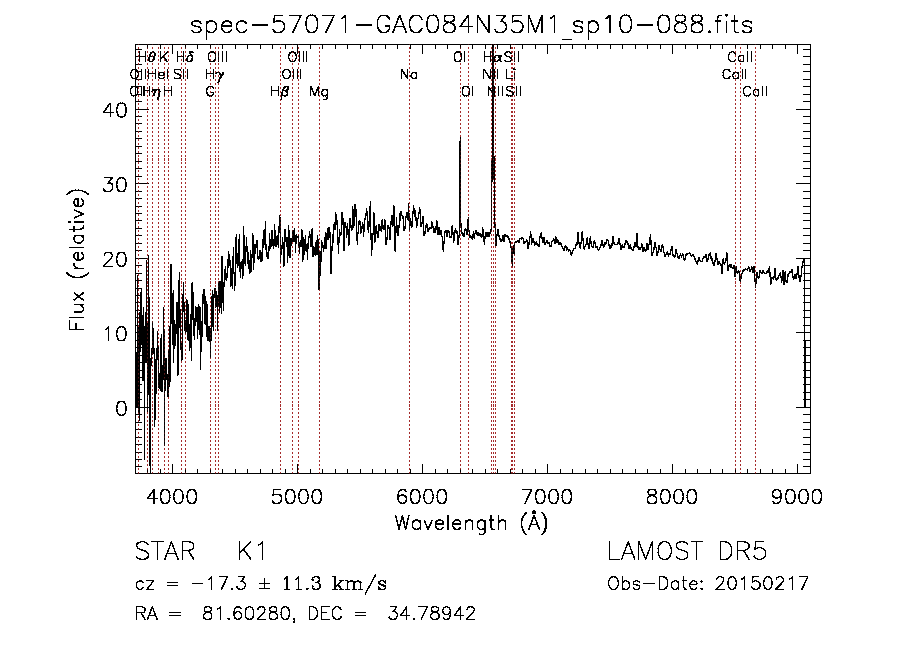 spec-57071-GAC084N35M1_sp10-088.fits
Hθ K Hδ OIII OIII OI Hα SII CaII
OII HeI SII Hγ OIII Na NII Li CaII
OII Hη H G Hβ Mg OI NII SII CaII
40
30
20
10
0
Flux (relative)
4000 5000 6000 7000 8000 9000
Wavelength (Å)
STAR K1 LAMOST DR5
cz = −17.3 ± 11.3 km/s Obs-Date: 20150217
RA = 81.60280, DEC = 34.78942